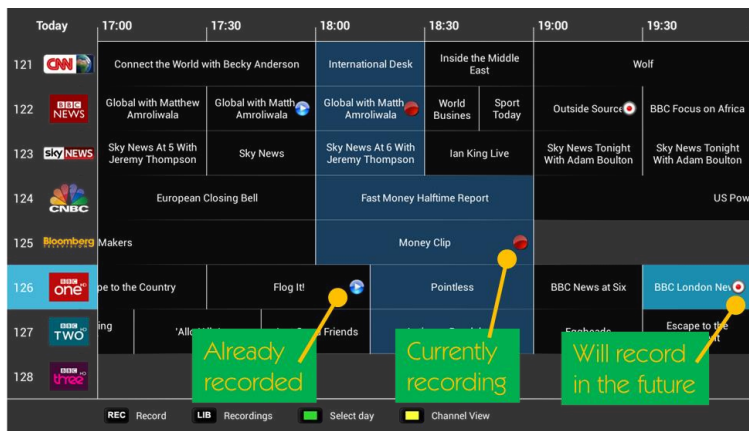 Today 17:00 17:30 18:00 18:30 19:00 19:30
121 CNN Connect the World with Becky Anderson International Desk Inside the Middle East Wolf
122 BBC NEWS Global with Matthew Amroliwala Global with Matth Amroliwala Global with Matth Amroliwala World Busines Sport Today Outside Source BBC Focus on Africa
123 sky NEWS Sky News At 5 With Jeremy Thompson Sky News Sky News At 6 With Jeremy Thompson Ian King Live Sky News Tonight With Adam Boulton Sky News Tonight With Adam Boulton
124 CNBC European Closing Bell Fast Money Halftime Report US Pow
125 Bloomberg TELEVISION Makers Money Clip
126 BBC one HD pe to the Country Flog It! Pointless BBC News at Six BBC London New
127 BBC TWO HD ing 'Allo Friends Eggheads Escape to the
128 BBC three HD
Already recorded
Currently recording
Will record in the future
REC Record LIB Recordings Select day Channel View